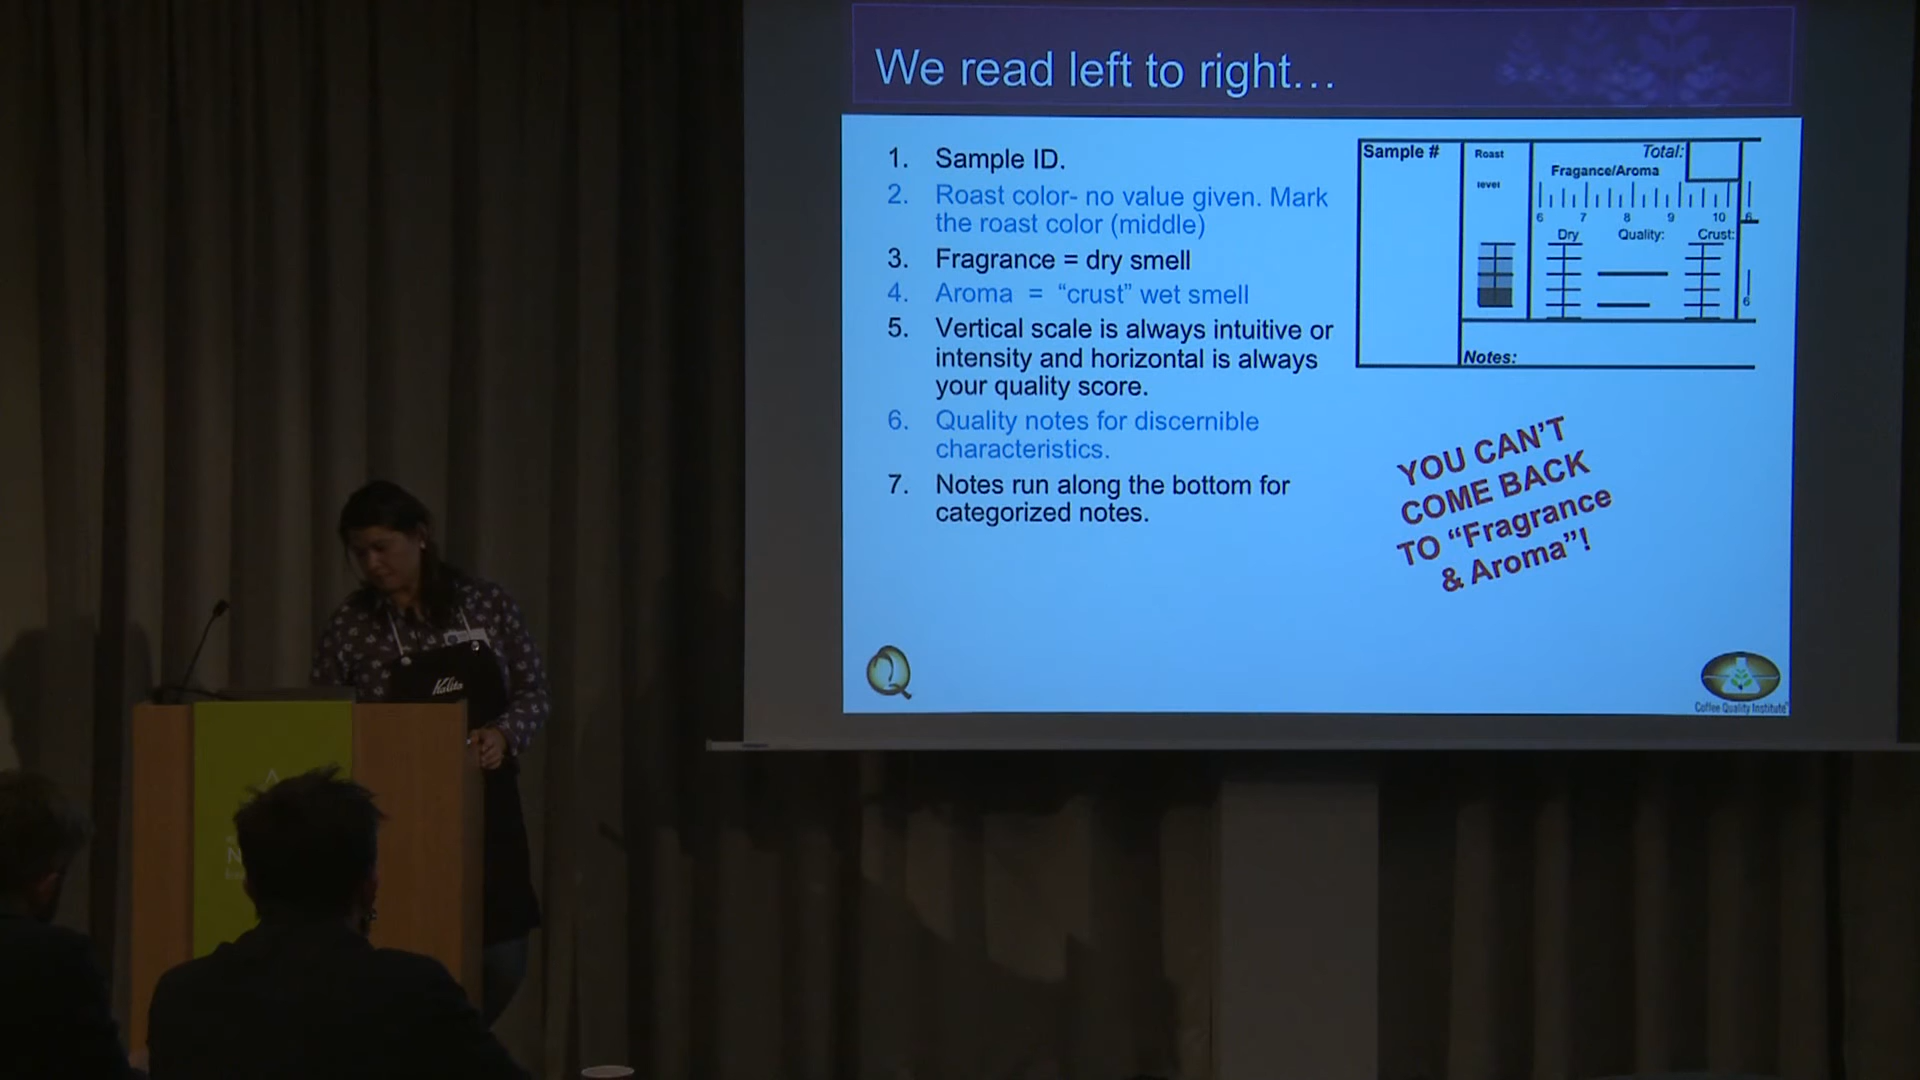 We read left to right...
1. Sample ID.
2. Roast color- no value given. Mark
the roast color (middle)
3. Fragrance = dry smell
4. Aroma = “crust” wet smell
5. Vertical scale is always intuitive or
intensity and horizontal is always
your quality score.
6. Quality notes for discernible
characteristics.
7. Notes run along the bottom for
categorized notes.
Sample #
Roast
level
Total:
Fragance/Aroma
6 7 8 9 10 6
Dry Quality: Crust:
6
Notes:
YOU CAN'T
COME BACK
TO “Fragrance
& Aroma”!
Q
Coffee Quality Institute
Kalita
A
N